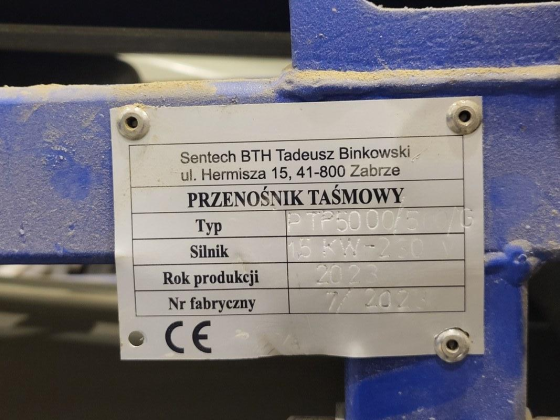 Sentech BTH Tadeusz Binkowski
ul. Hermisza 15, 41-800 Zabrze
PRZENOŚNIK TAŚMOWY
Typ
Silnik
Rok produkcji 2023
Nr fabryczny
CE